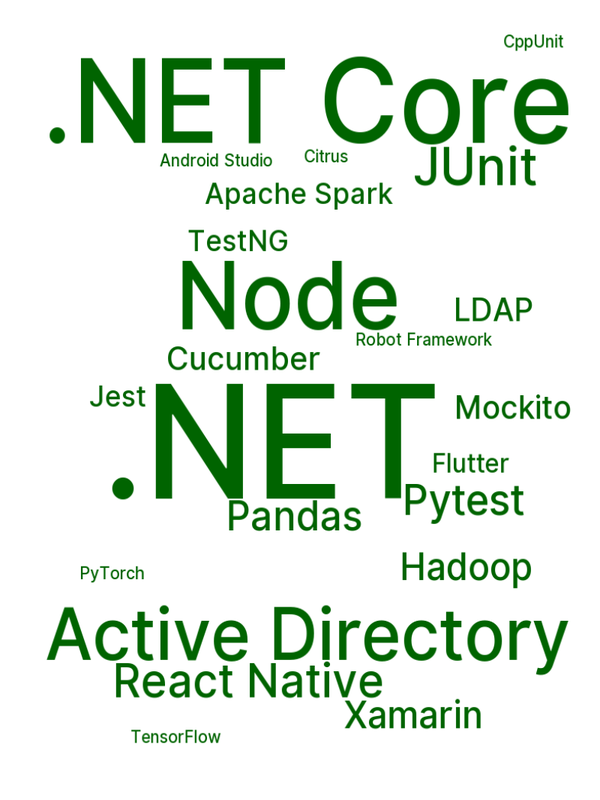 CppUnit
.NET Core
Android Studio
Citrus
JUnit
Apache Spark
TestNG
Node
LDAP
Robot Framework
Cucumber
Jest
.NET
Mockito
Flutter
Pytest
Pandas
Hadoop
PyTorch
Active Directory
React Native
Xamarin
TensorFlow